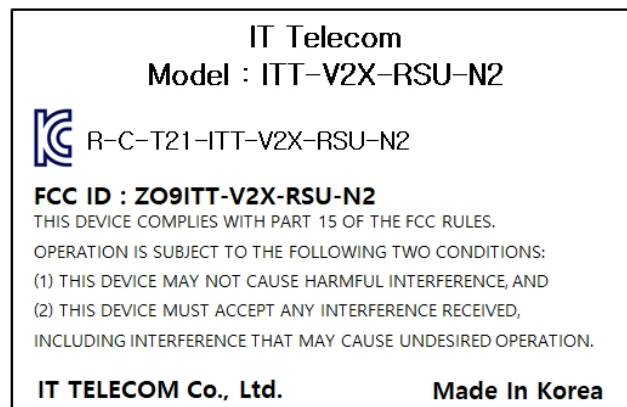 IT Telecom
Model : ITT-V2X-RSU-N2
KC R-C-T21-ITT-V2X-RSU-N2
FCC ID : ZO9ITT-V2X-RSU-N2
THIS DEVICE COMPLIES WITH PART 15 OF THE FCC RULES.
OPERATION IS SUBJECT TO THE FOLLOWING TWO CONDITIONS:
(1) THIS DEVICE MAY NOT CAUSE HARMFUL INTERFERENCE, AND
(2) THIS DEVICE MUST ACCEPT ANY INTERFERENCE RECEIVED,
INCLUDING INTERFERENCE THAT MAY CAUSE UNDESIRED OPERATION.
IT TELECOM Co., Ltd. Made In Korea